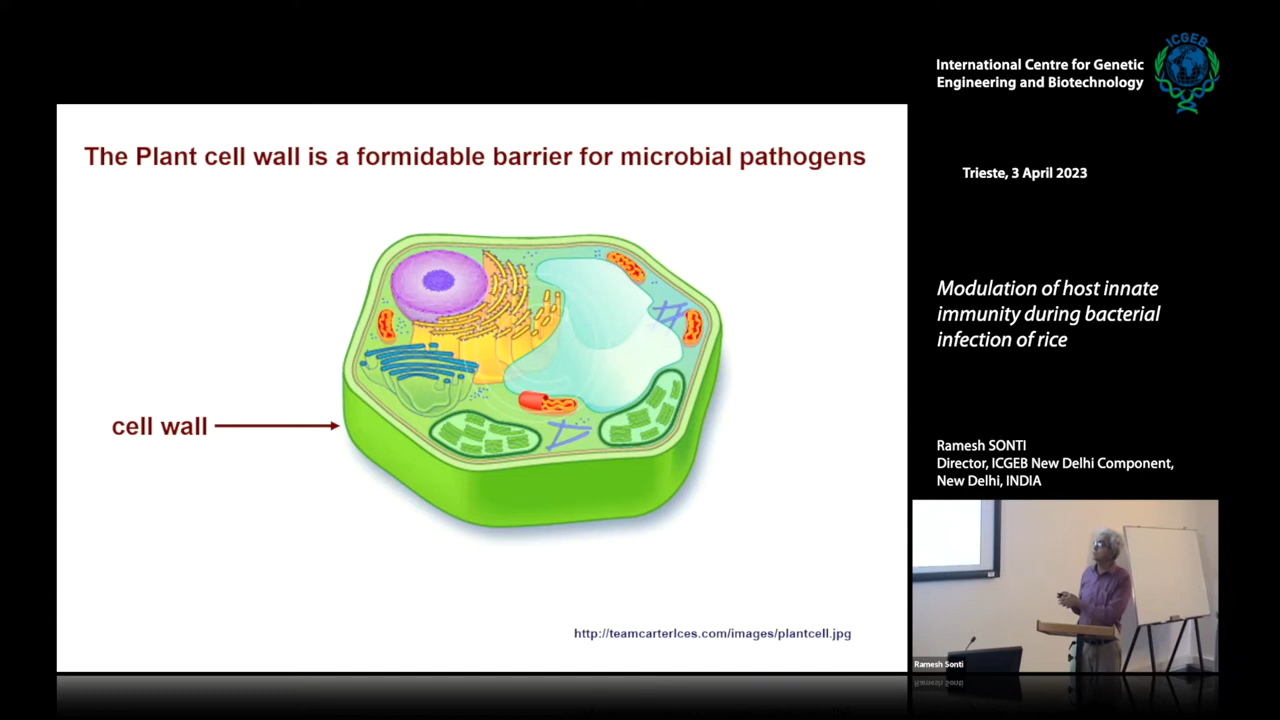 The Plant cell wall is a formidable barrier for microbial pathogens
cell wall
http://teamcarterlces.com/images/plantcell.jpg
International Centre for Genetic
Engineering and Biotechnology
ICGEB
Trieste, 3 April 2023
Modulation of host innate
immunity during bacterial
infection of rice
Ramesh SONTI
Director, ICGEB New Delhi Component,
New Delhi, INDIA
Ramesh Sonti